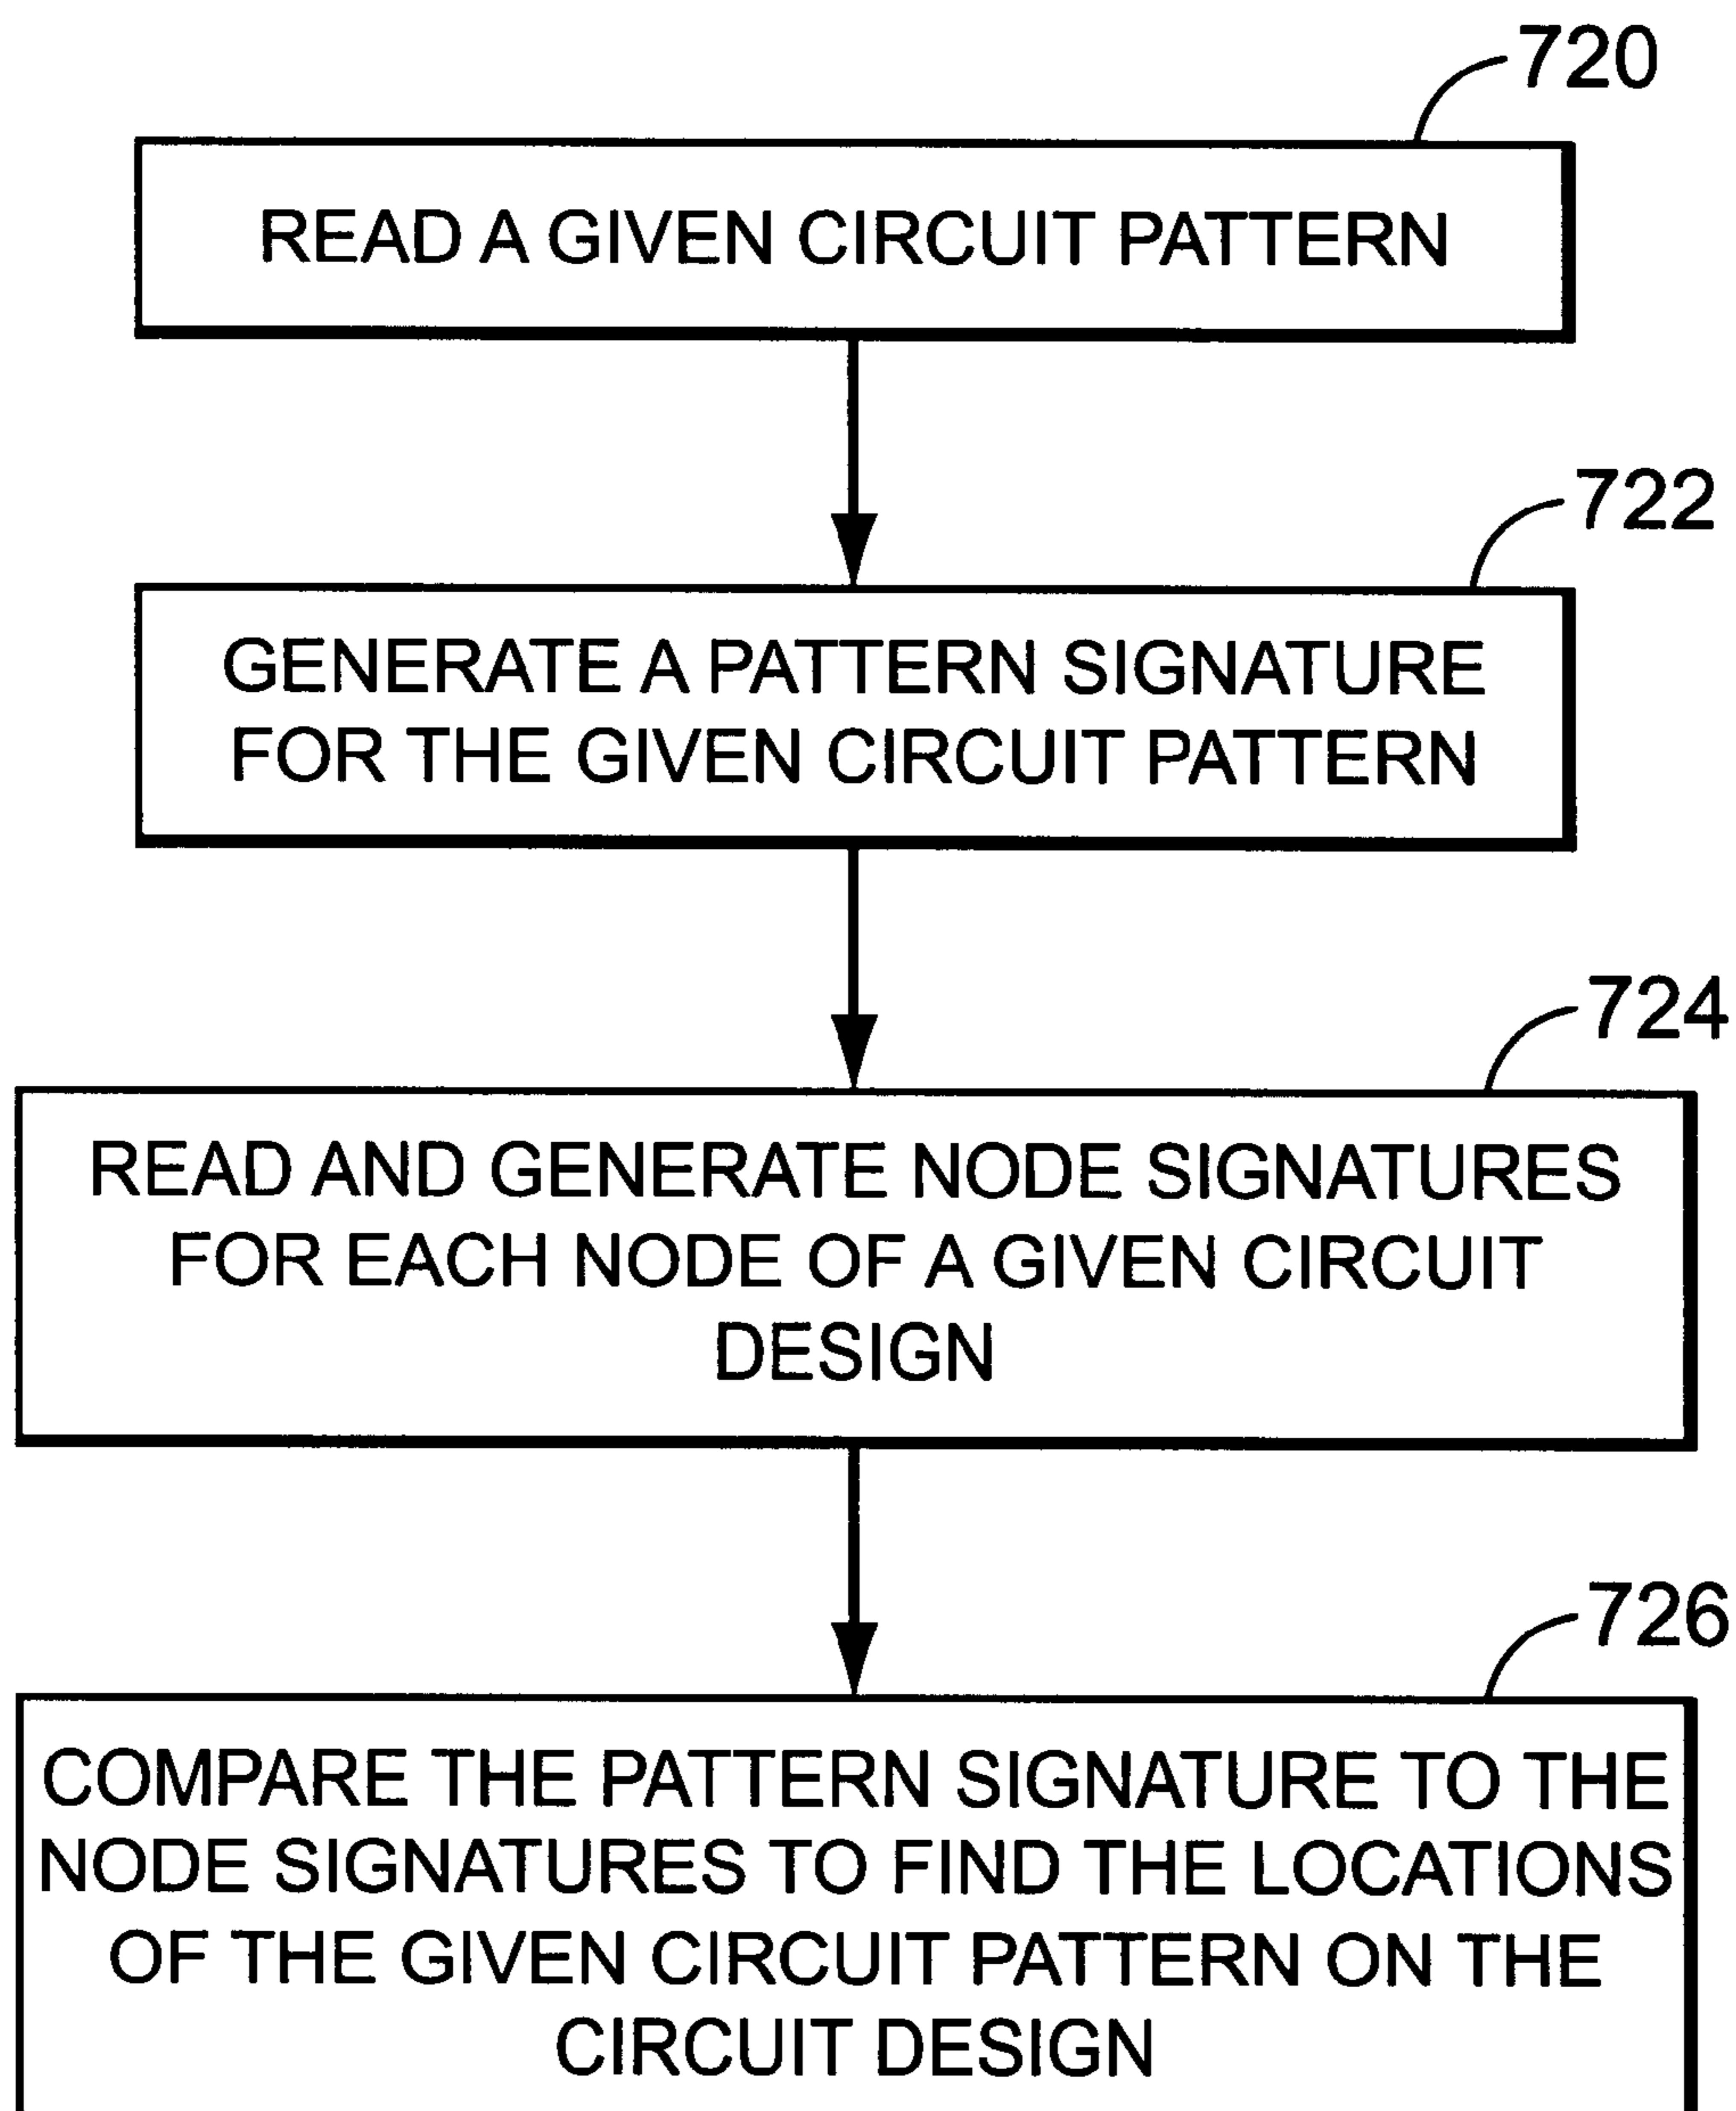 720
READ A GIVEN CIRCUIT PATTERN
722
GENERATE A PATTERN SIGNATURE
FOR THE GIVEN CIRCUIT PATTERN
724
READ AND GENERATE NODE SIGNATURES
FOR EACH NODE OF A GIVEN CIRCUIT
DESIGN
726
COMPARE THE PATTERN SIGNATURE TO THE
NODE SIGNATURES TO FIND THE LOCATIONS
OF THE GIVEN CIRCUIT PATTERN ON THE
CIRCUIT DESIGN